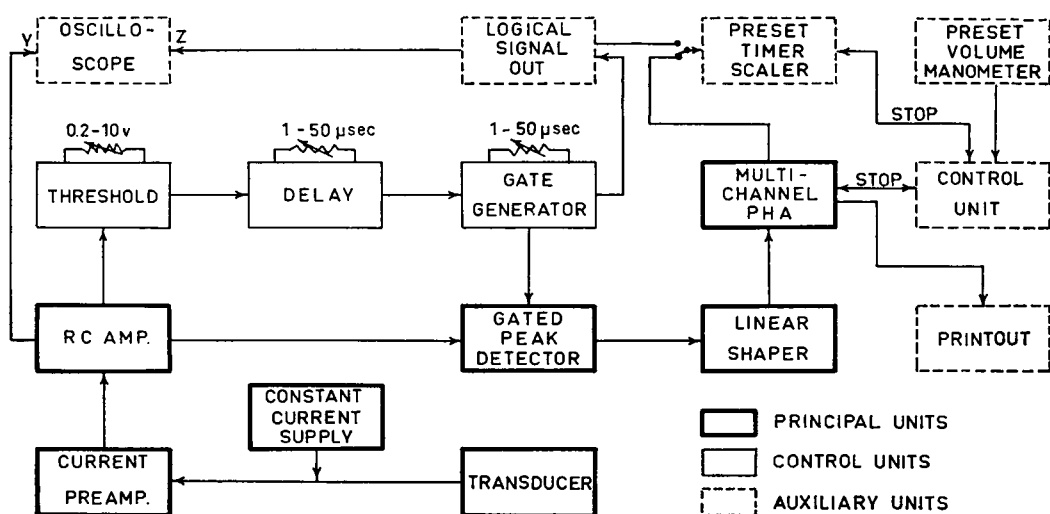 Y
OSCILLO-
SCOPE
Z
LOGICAL
SIGNAL
OUT
PRESET
TIMER
SCALER
PRESET
VOLUME
MANOMETER
STOP
0.2-10v
1-50 μsec
1-50 μsec
THRESHOLD
DELAY
GATE
GENERATOR
MULTI-
CHANNEL
PHA
STOP
CONTROL
UNIT
RC AMP.
GATED
PEAK
DETECTOR
LINEAR
SHAPER
PRINTOUT
CONSTANT
CURRENT
SUPPLY
CURRENT
PREAMP.
TRANSDUCER
PRINCIPAL UNITS
CONTROL UNITS
AUXILIARY UNITS